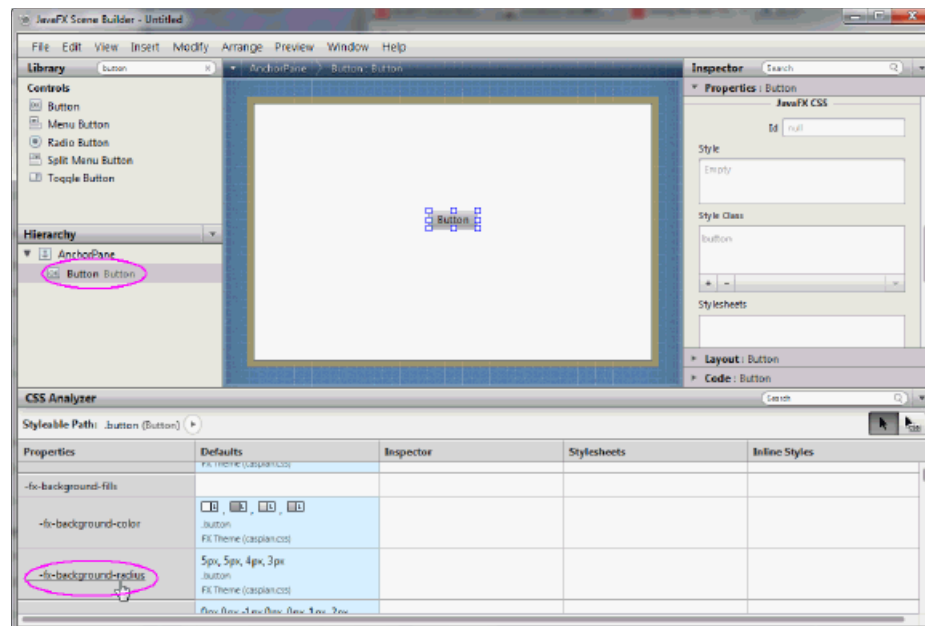 JavaFX Scene Builder - Untitled
File Edit View Insert Modify Arrange Preview Window Help
Library button
AnchorPane Button : Button
Inspector Search
Controls
Button
Menu Button
Radio Button
Split Menu Button
Toggle Button
Properties : Button
JavaFX CSS
Id null
Style
Empty
Style Class
button
+ -
Stylesheets
Button
Hierarchy
AnchorPane
Button Button
Layout : Button
Code : Button
CSS Analyzer
Search
Styleable Path: .button (Button)
Properties Defaults Inspector Stylesheets Inline Styles
FX Theme (caspian.css)
-fx-background-fills
-fx-background-color
.button
FX Theme (caspian.css)
-fx-background-radius
5px, 5px, 4px, 3px
.button
FX Theme (caspian.css)